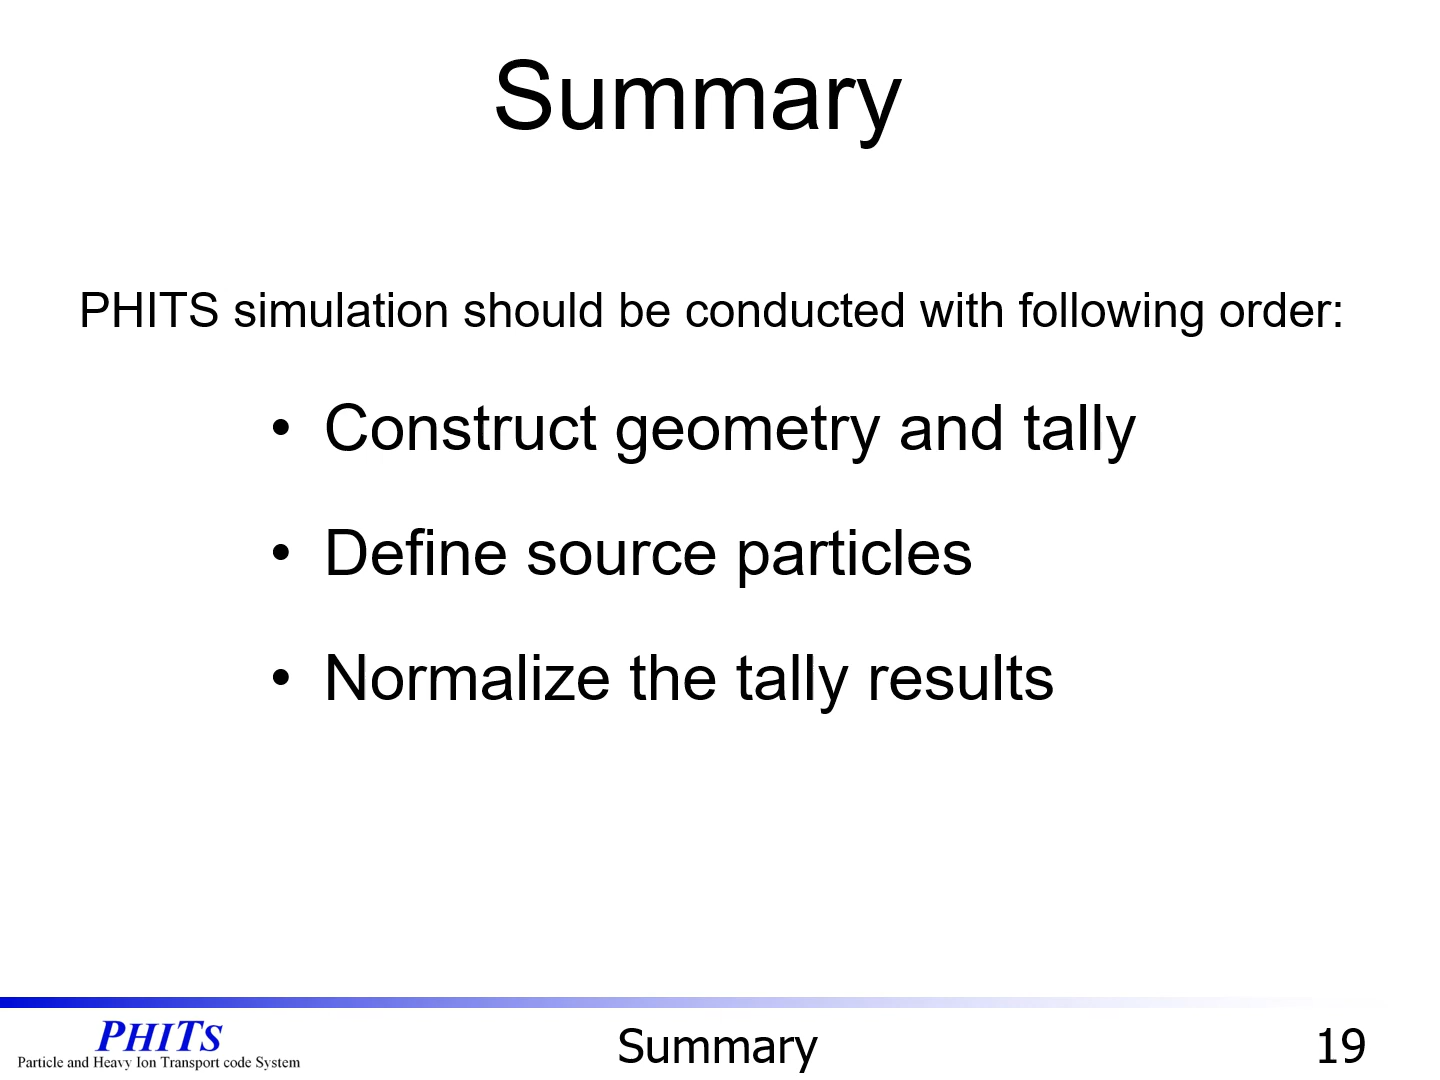 Summary
PHITS simulation should be conducted with following order:
• Construct geometry and tally
• Define source particles
• Normalize the tally results
PHITS
Particle and Heavy Ion Transport code System
Summary
19